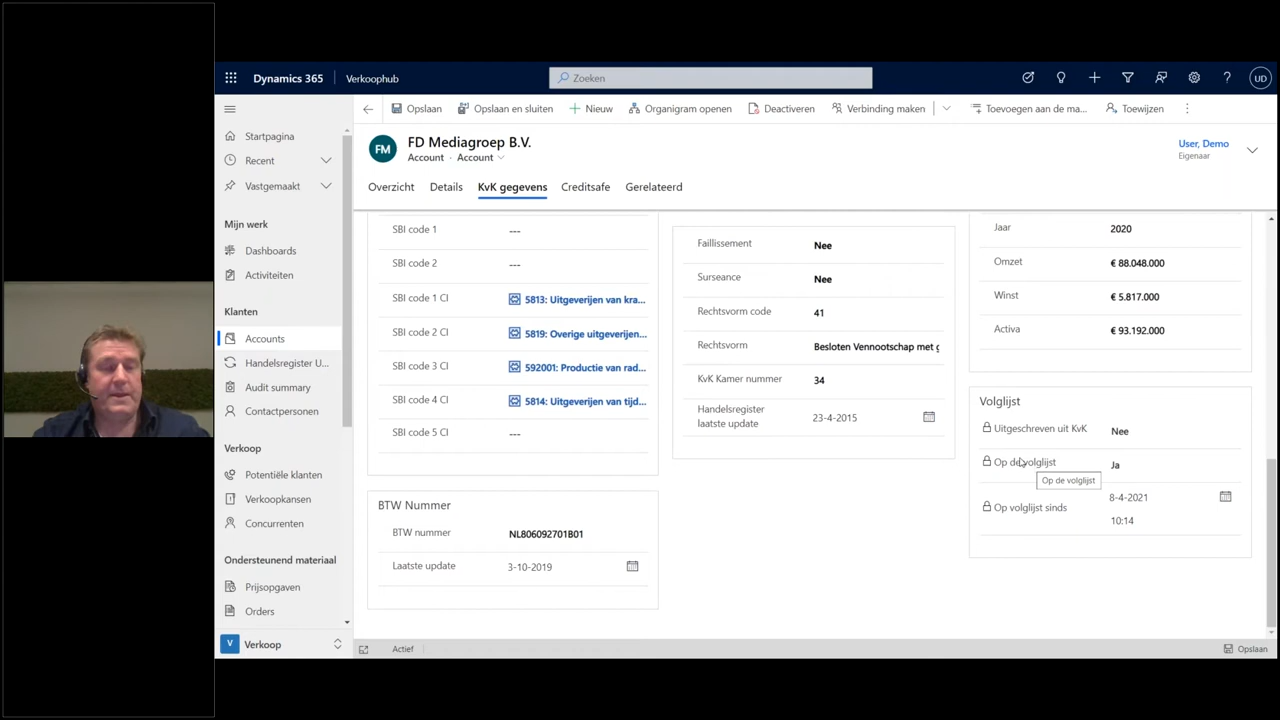 Dynamics 365
Verkoophub
Zoeken
UD
Opslaan
Opslaan en sluiten
Nieuw
Organigram openen
Deactiveren
Verbinding maken
Toevoegen aan de ma...
Toewijzen
FM
FD Mediagroep B.V.
Account · Account
User, Demo
Eigenaar
Overzicht
Details
KvK gegevens
Creditsafe
Gerelateerd
Startpagina
Recent
Vastgemaakt
Mijn werk
Dashboards
Activiteiten
Klanten
Accounts
Handelsregister U...
Audit summary
Contactpersonen
Verkoop
Potentiële klanten
Verkoopkansen
Concurrenten
Ondersteunend materiaal
Prijsopgaven
Orders
V Verkoop
SBI code 1 ---
SBI code 2 ---
SBI code 1 CI 5813: Uitgeverijen van kra...
SBI code 2 CI 5819: Overige uitgeverijen...
SBI code 3 CI 592001: Productie van rad...
SBI code 4 CI 5814: Uitgeverijen van tijd...
SBI code 5 CI ---
BTW Nummer
BTW nummer NL806092701B01
Laatste update 3-10-2019
Faillissement Nee
Surseance Nee
Rechtsvorm code 41
Rechtsvorm Besloten Vennootschap met
KvK Kamer nummer 34
Handelsregister
laatste update 23-4-2015
Jaar 2020
Omzet € 88.048.000
Winst € 5.817.000
Activa € 93.192.000
Volglijst
Uitgeschreven uit KvK Nee
Op de volglijst Ja
Op de volglijst
Op volglijst sinds 8-4-2021
10:14
Actief
Opslaan